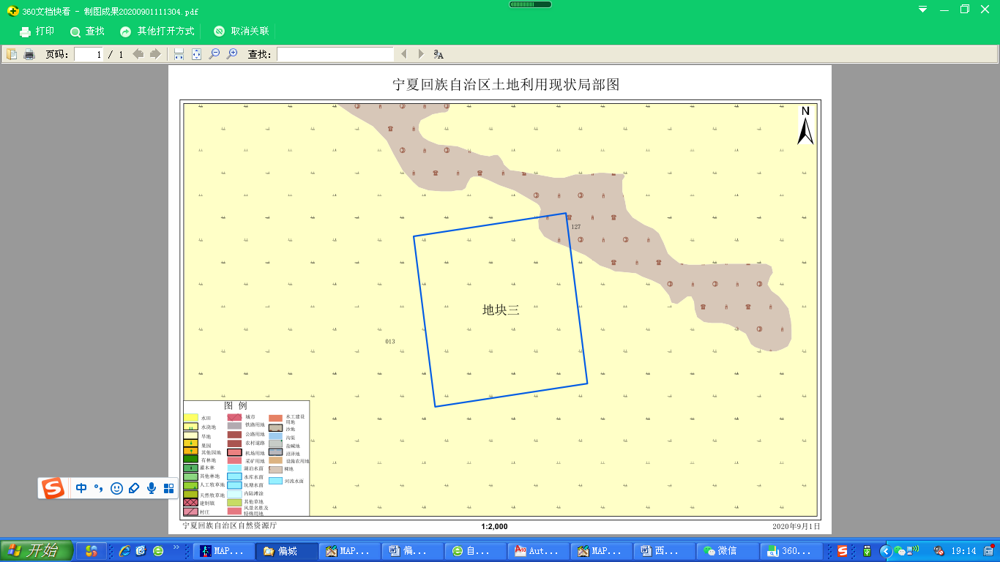 360文档快看 - 制图成果20200901111304.pdf
打印 查找 其他打开方式 取消关联
页码: 1 / 1 查找:
宁夏回族自治区土地利用现状局部图
N
127
地块三
013
图 例
水田 城市 水工建设用地
水浇地 铁路用地 沙地
旱地 公路用地 沟渠
果园 农村道路 盐碱地
其他园地 机场用地 沼泽地
有林地 采矿用地 设施农用地
灌木林 湖泊水面 裸地
其他林地 水库水面 河流水面
人工牧草地 坑塘水面
天然牧草地 内陆滩涂
建制镇 其他草地
村庄 风景名胜及特殊用地
宁夏回族自治区自然资源厅 1:2,000 2020年9月1日
中
开始 MAP... 偏城 MAP... 偏... 自... Aut... MAP... 西... 微信 360... 19:14